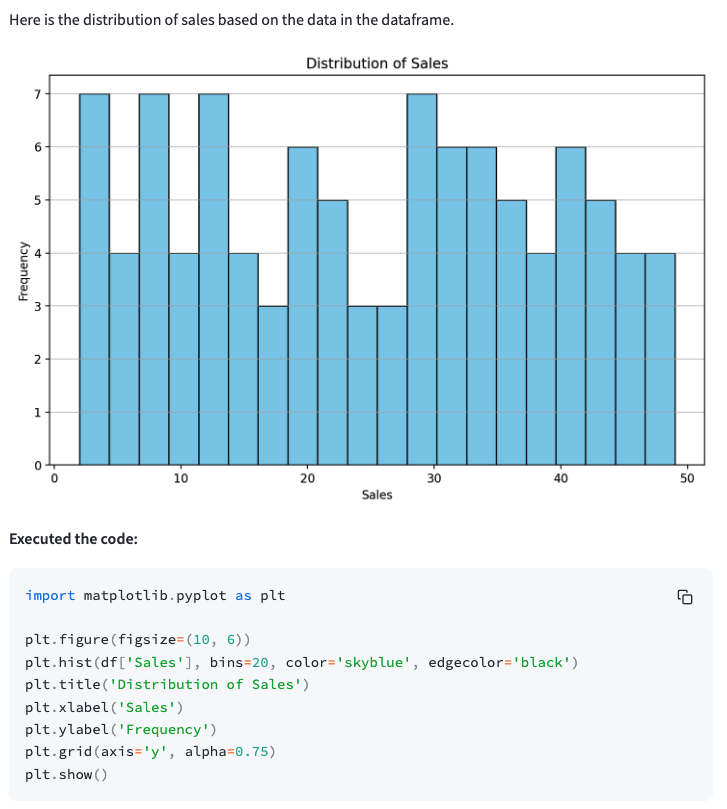 Here is the distribution of sales based on the data in the dataframe.
Distribution of Sales
7
6
5
4
3
2
1
0
Frequency
0 10 20 30 40 50
Sales
Executed the code:
import matplotlib.pyplot as plt
plt.figure(figsize=(10, 6))
plt.hist(df['Sales'], bins=20, color='skyblue', edgecolor='black')
plt.title('Distribution of Sales')
plt.xlabel('Sales')
plt.ylabel('Frequency')
plt.grid(axis='y', alpha=0.75)
plt.show()